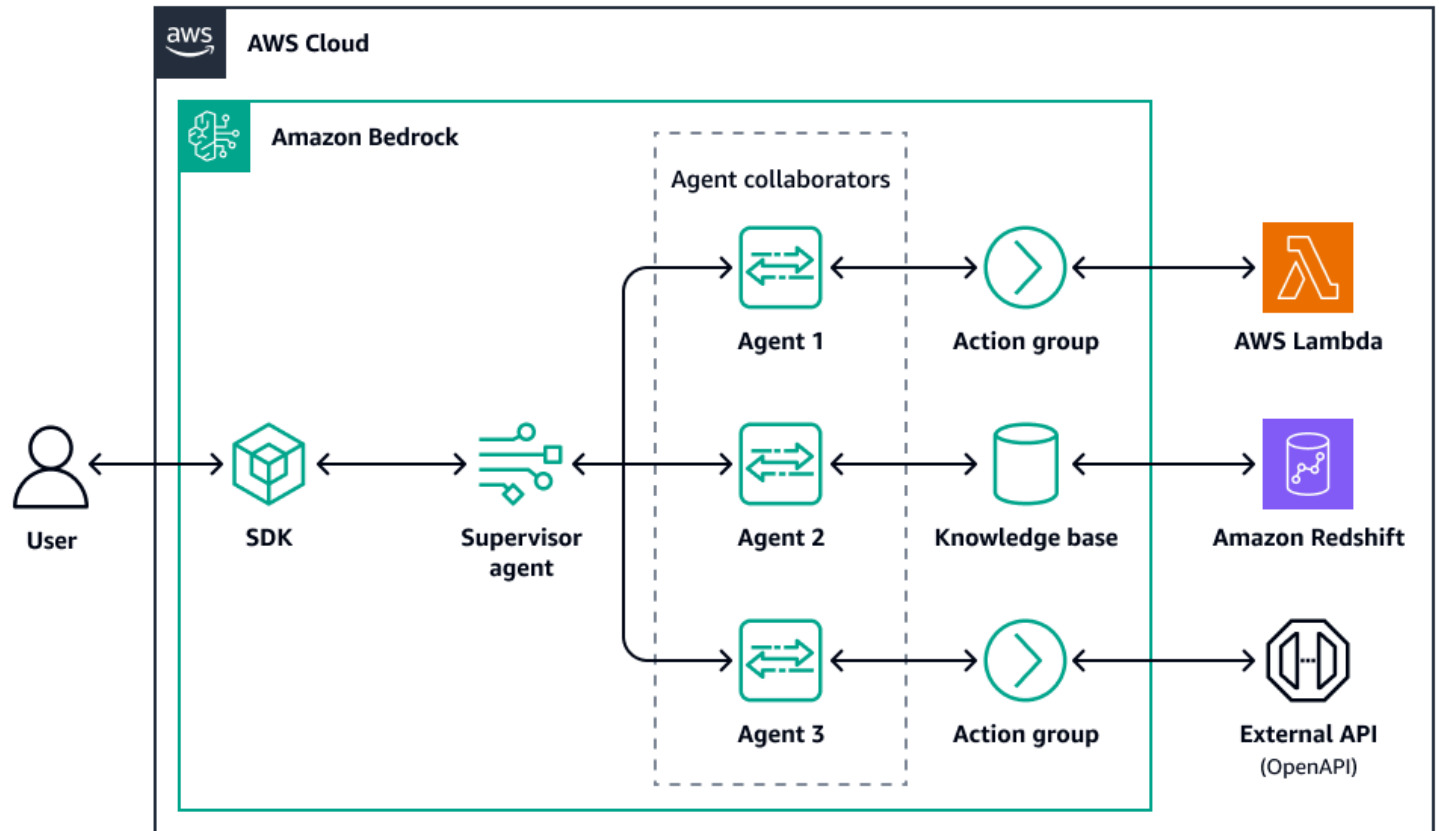 aws
AWS Cloud
Amazon Bedrock
Agent collaborators
Agent 1
Action group
AWS Lambda
User
SDK
Supervisor
agent
Agent 2
Knowledge base
Amazon Redshift
Agent 3
Action group
External API
(OpenAPI)